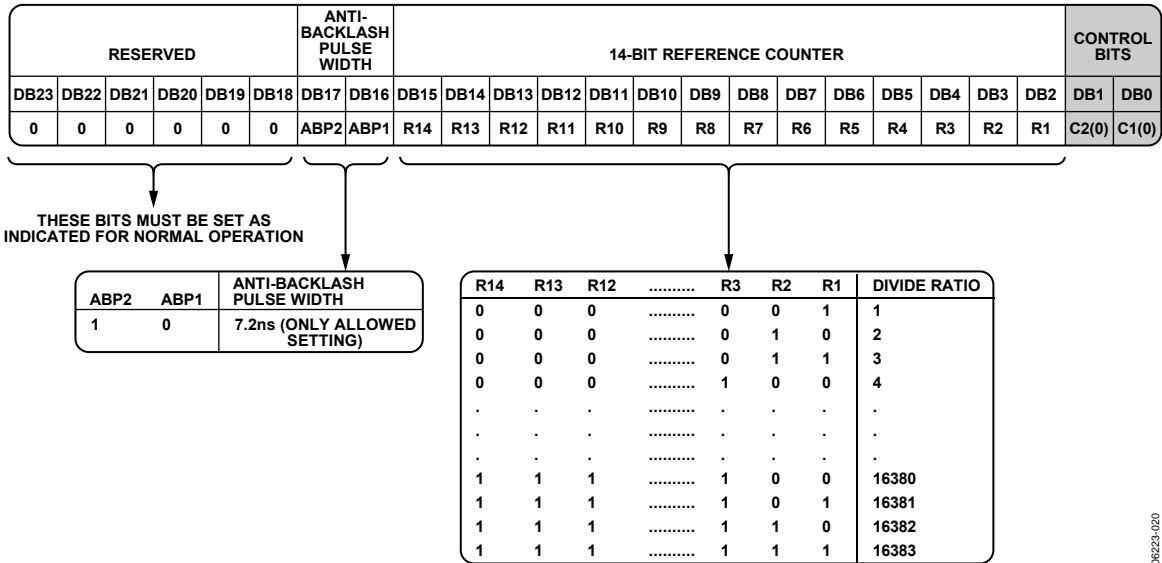 RESERVED
ANTI-
BACKLASH
PULSE
WIDTH
14-BIT REFERENCE COUNTER
CONTROL
BITS
DB23 DB22 DB21 DB20 DB19 DB18 DB17 DB16 DB15 DB14 DB13 DB12 DB11 DB10 DB9 DB8 DB7 DB6 DB5 DB4 DB3 DB2 DB1 DB0
0 0 0 0 0 0 ABP2 ABP1 R14 R13 R12 R11 R10 R9 R8 R7 R6 R5 R4 R3 R2 R1 C2(0) C1(0)
THESE BITS MUST BE SET AS
INDICATED FOR NORMAL OPERATION
ABP2 ABP1 ANTI-BACKLASH
PULSE WIDTH
1 0 7.2ns (ONLY ALLOWED
SETTING)
R14 R13 R12 .......... R3 R2 R1 DIVIDE RATIO
0 0 0 .......... 0 0 1 1
0 0 0 .......... 0 1 0 2
0 0 0 .......... 0 1 1 3
0 0 0 .......... 1 0 0 4
. . . .......... . . . .
. . . .......... . . . .
. . . .......... . . . .
1 1 1 .......... 1 0 0 16380
1 1 1 .......... 1 0 1 16381
1 1 1 .......... 1 1 0 16382
1 1 1 .......... 1 1 1 16383
06223-020